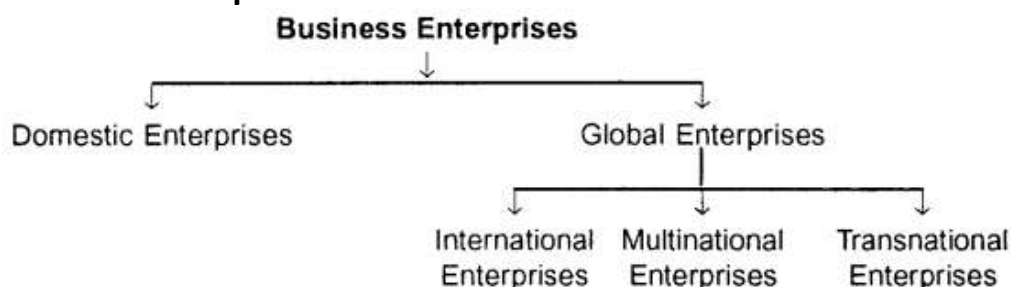 Business Enterprises
Domestic Enterprises
Global Enterprises
International
Enterprises
Multinational
Enterprises
Transnational
Enterprises